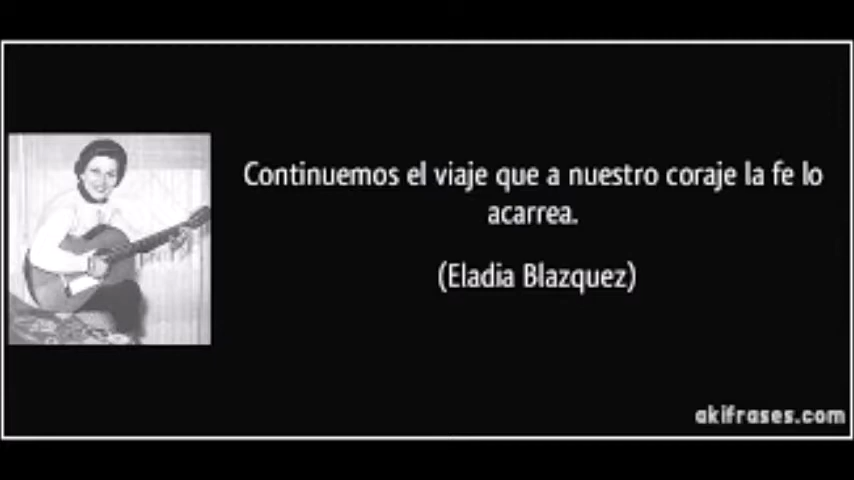 Continuemos el viaje que a nuestro coraje la fe lo
acarrea.
(Eladia Blazquez)
akifrases.com